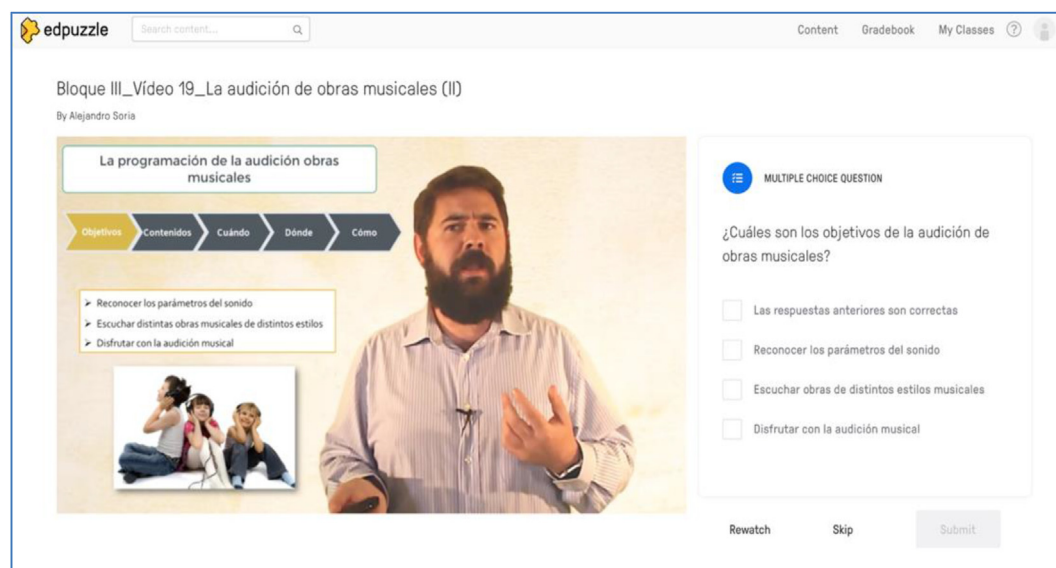 edpuzzle
Search content...
Content Gradebook My Classes ?
Bloque III_Vídeo 19_La audición de obras musicales (II)
By Alejandro Soria
La programación de la audición obras
musicales
Objetivos Contenidos Cuándo Dónde Cómo
➤ Reconocer los parámetros del sonido
➤ Escuchar distintas obras musicales de distintos estilos
➤ Disfrutar con la audición musical
MULTIPLE CHOICE QUESTION
¿Cuáles son los objetivos de la audición de
obras musicales?
Las respuestas anteriores son correctas
Reconocer los parámetros del sonido
Escuchar obras de distintos estilos musicales
Disfrutar con la audición musical
Rewatch Skip Submit